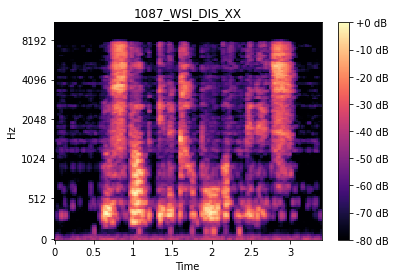 1087_WSI_DIS_XX
Hz
8192
4096
2048
1024
512
0
0 0.5 1 1.5 2 2.5 3
Time
+0 dB
-10 dB
-20 dB
-30 dB
-40 dB
-50 dB
-60 dB
-70 dB
-80 dB